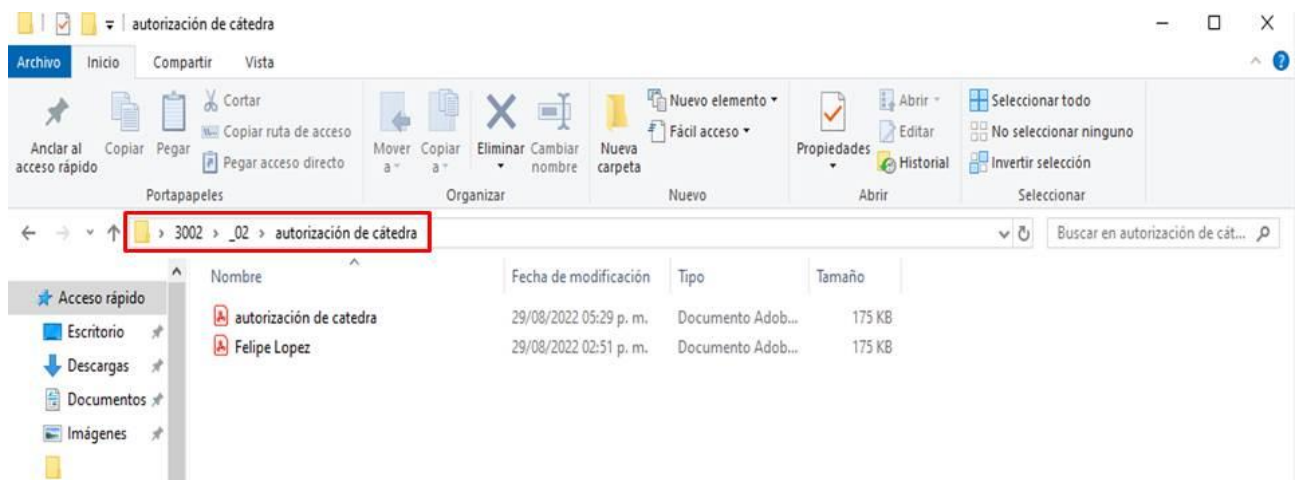 autorización de cátedra
Archivo Inicio Compartir Vista
Anclar al acceso rápido
Copiar
Pegar
Cortar
Copiar ruta de acceso
Pegar acceso directo
Portapapeles
Mover a
Copiar a
Eliminar
Cambiar nombre
Organizar
Nueva carpeta
Nuevo elemento
Fácil acceso
Nuevo
Propiedades
Abrir
Editar
Historial
Abrir
Seleccionar todo
No seleccionar ninguno
Invertir selección
Seleccionar
> 3002 > _02 > autorización de cátedra
Buscar en autorización de cát...
Acceso rápido
Escritorio
Descargas
Documentos
Imágenes
Nombre Fecha de modificación Tipo Tamaño
autorización de catedra 29/08/2022 05:29 p. m. Documento Adob... 175 KB
Felipe Lopez 29/08/2022 02:51 p. m. Documento Adob... 175 KB